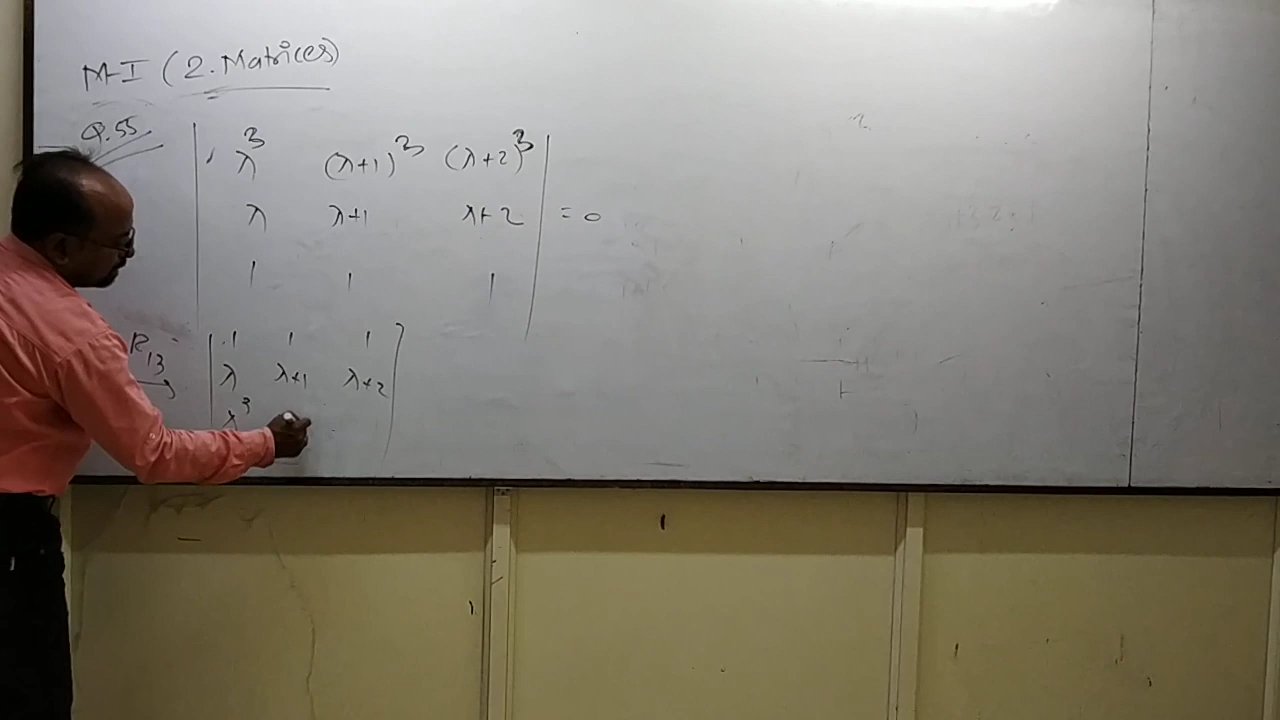 M-I (2. Matrices)
Q.55
| λ³ (λ+1)³ (λ+2)³ |
| λ λ+1 λ+2 | = 0
| 1 1 1 |
R₁₃ → | 1 1 1 |
| λ λ+1 λ+2 |
| λ³